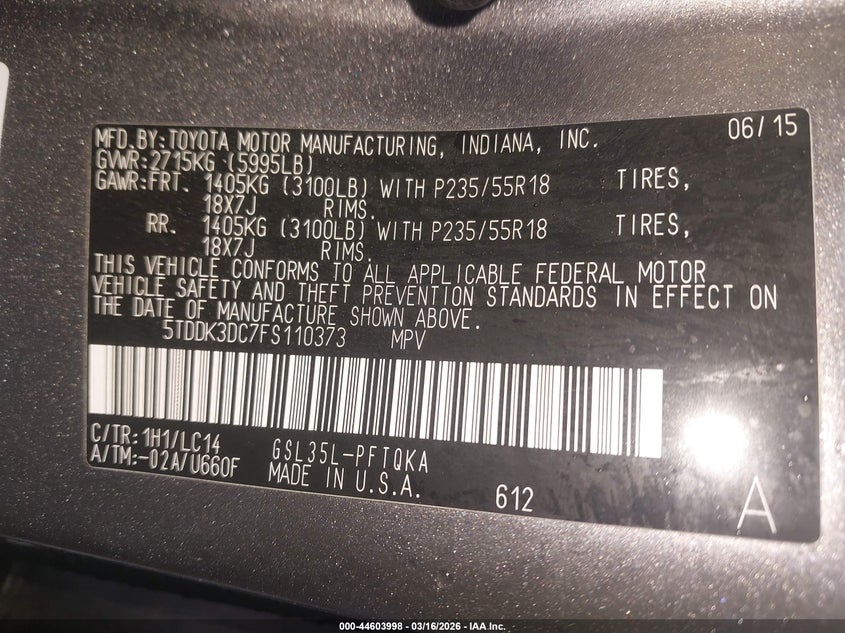 06/15
MFD.BY:TOYOTA MOTOR MANUFACTURING, INDIANA, INC.
GVWR:2715KG (5995LB)
GAWR:FRT. 1405KG (3100LB) WITH P235/55R18 TIRES,
18X7J RIMS.
RR. 1405KG (3100LB) WITH P235/55R18 TIRES,
18X7J RIMS.
THIS VEHICLE CONFORMS TO ALL APPLICABLE FEDERAL MOTOR
VEHICLE SAFETY AND THEFT PREVENTION STANDARDS IN EFFECT ON
THE DATE OF MANUFACTURE SHOWN ABOVE.
5TDDK3DC7FS110373 MPV
C/TR:1H1/LC14 GSL35L-PFTQKA
A/TM:-02A/U660F MADE IN U.S.A.
612
A
000-44603998 - 03/16/2026 - IAA Inc.